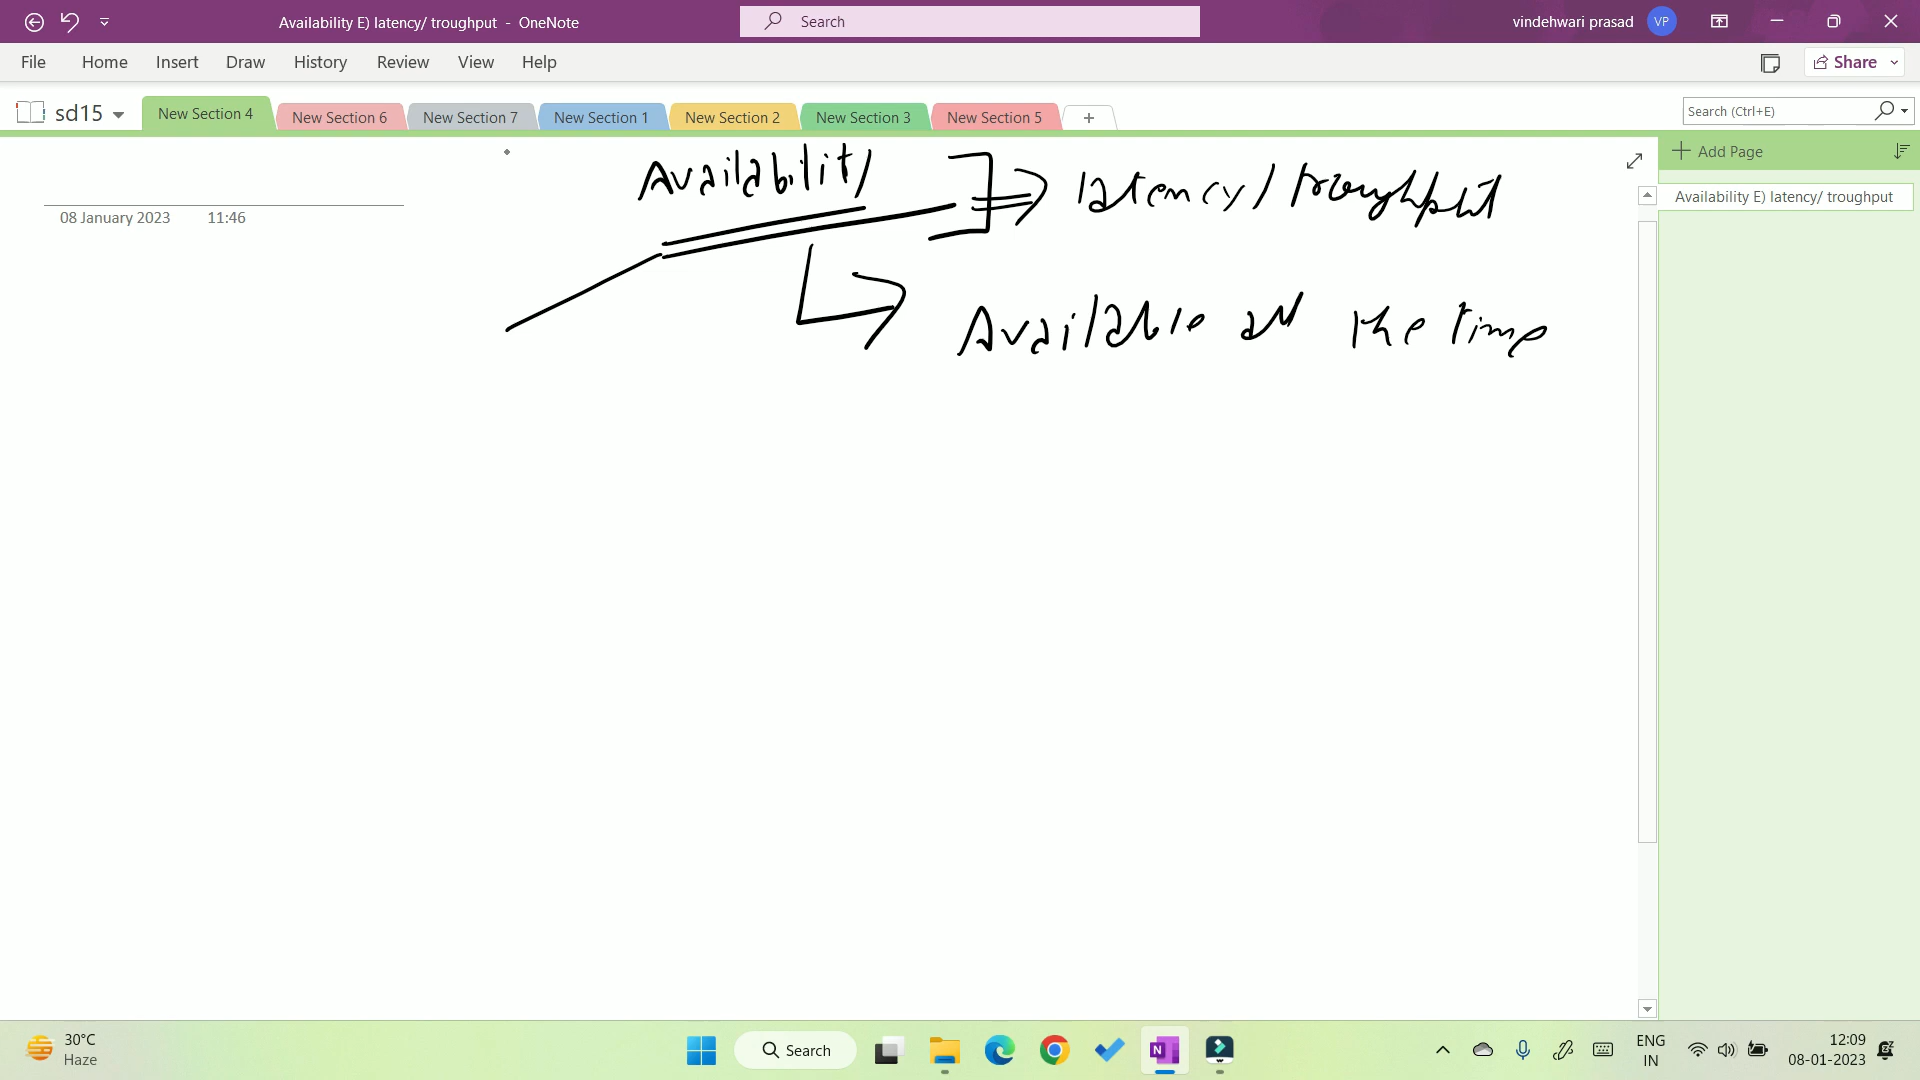 Availability E) latency/ troughput - OneNote
Search
vindehwari prasad
VP
File Home Insert Draw History Review View Help
Share
sd15
New Section 4 New Section 6 New Section 7 New Section 1 New Section 2 New Section 3 New Section 5 +
Search (Ctrl+E)
Add Page
Availability E) latency/ troughput
Availability latency/troughput
08 January 2023 11:46
Available all the time
30°C
Haze
Search
ENG
IN
12:09
08-01-2023